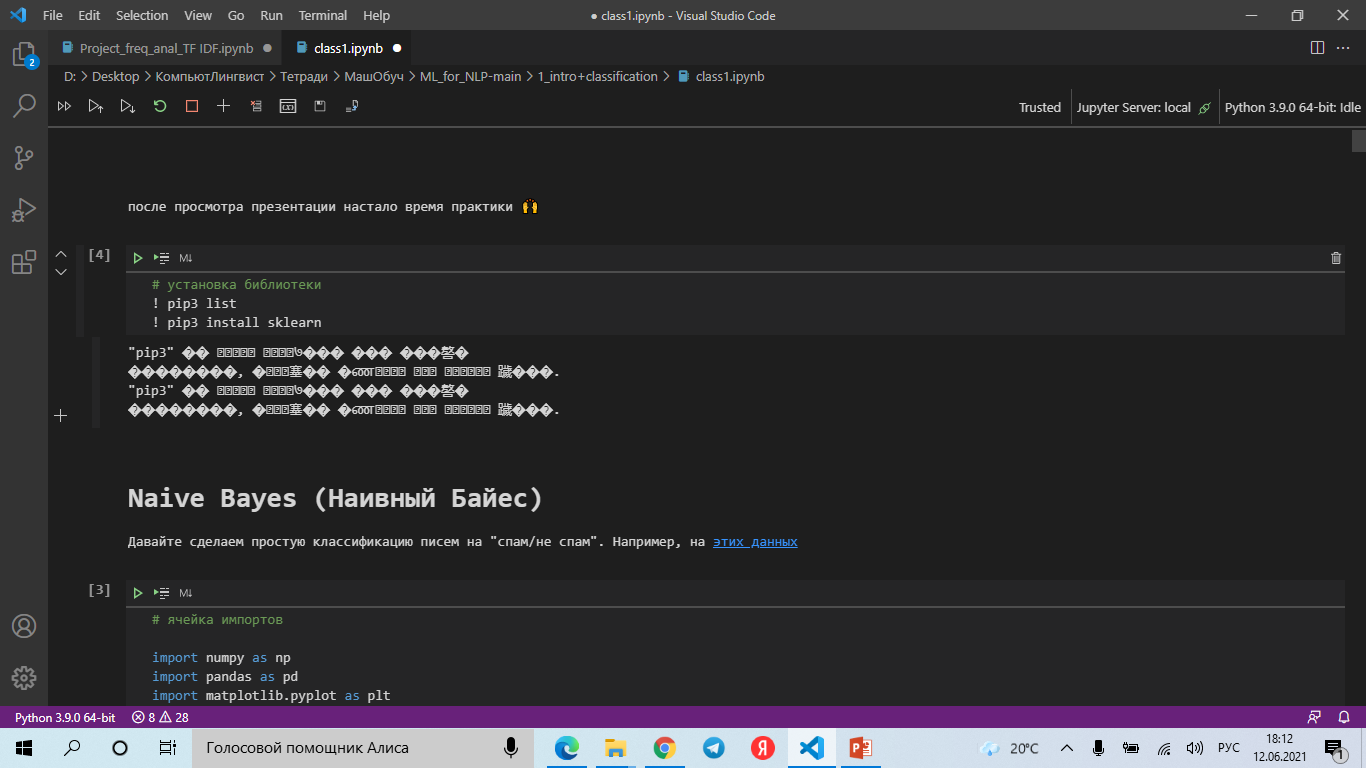 File Edit Selection View Go Run Terminal Help
● class1.ipynb - Visual Studio Code
Project_freq_anal_TF IDF.ipynb ●
class1.ipynb ●
D: > Desktop > КомпьютЛингвист > Тетради > МашОбуч > ML_for_NLP-main > 1_intro+classification > class1.ipynb
Trusted
Jupyter Server: local
Python 3.9.0 64-bit: Idle
2
после просмотра презентации настало время практики 🙌
[4]
M↓
# установка библиотеки
! pip3 list
! pip3 install sklearn
"pip3"
"pip3"
Naive Bayes (Наивный Байес)
Давайте сделаем простую классификацию писем на "спам/не спам". Например, на этих данных
[3]
M↓
# ячейка импортов
import numpy as np
import pandas as pd
import matplotlib.pyplot as plt
Python 3.9.0 64-bit
8
28
Голосовой помощник Алиса
Я
20°C
РУС
18:12
12.06.2021
1